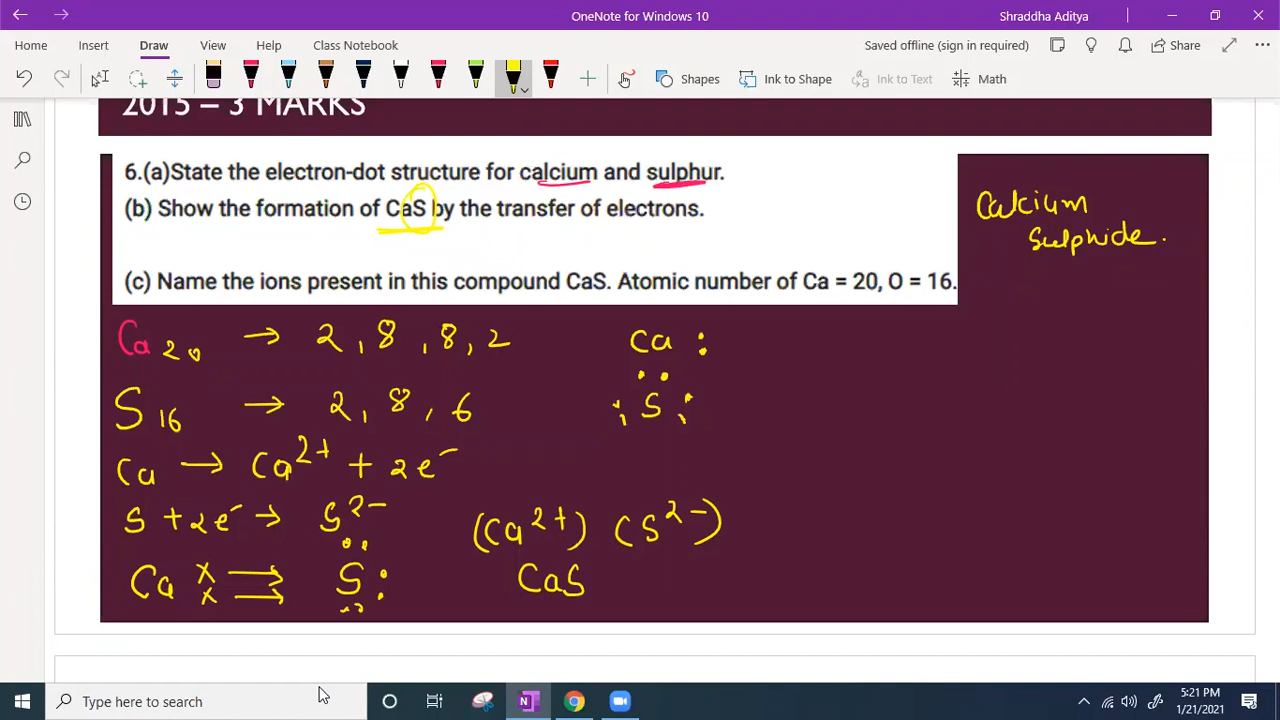 OneNote for Windows 10
Shraddha Aditya
Home Insert Draw View Help Class Notebook
Saved offline (sign in required)
Share
Shapes
Ink to Shape
Ink to Text
Math
2015 – 3 MARKS
6.(a)State the electron-dot structure for calcium and sulphur.
(b) Show the formation of CaS by the transfer of electrons.
(c) Name the ions present in this compound CaS. Atomic number of Ca = 20, O = 16.
Calcium
Sulphide.
Ca 20 → 2, 8, 8, 2 Ca :
S 16 → 2, 8, 6 S
Ca → Ca2+ + 2e-
S + 2e- → S2- (Ca2+) (S2-)
Ca x x → → S : CaS
Type here to search
5:21 PM
1/21/2021